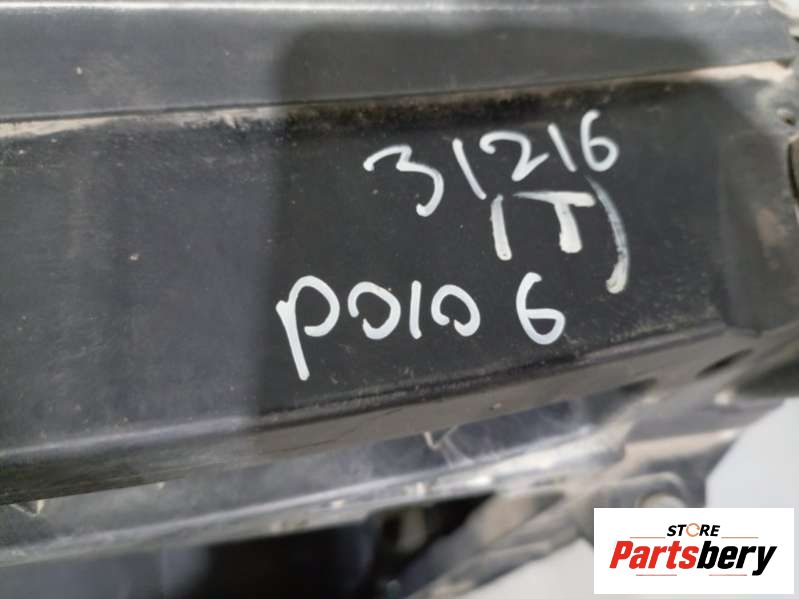 31216
(T)
POLO 6
STORE
Partsbery